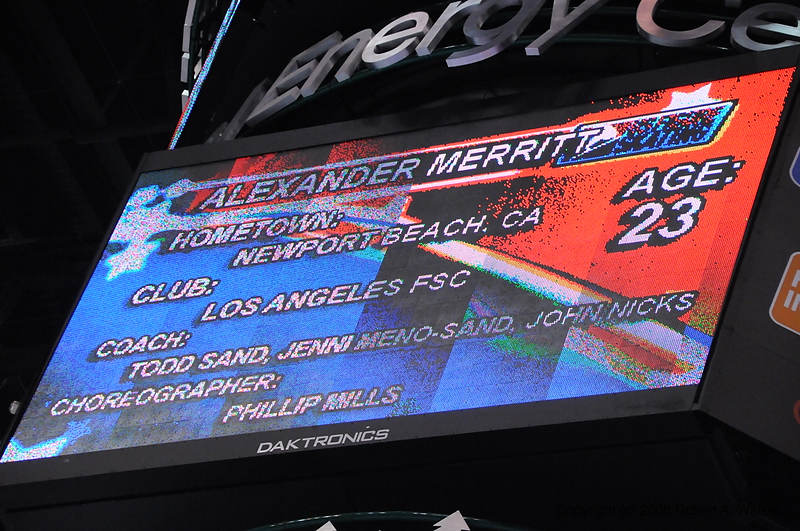 Energy Ce
ALEXANDER MERRITT
AGE:
23
HOMETOWN:
NEWPORT BEACH, CA
CLUB:
LOS ANGELES FSC
COACH:
TODD SAND, JENNI MENO-SAND, JOHN NICKS
CHOREOGRAPHER:
PHILLIP MILLS
DAKTRONICS